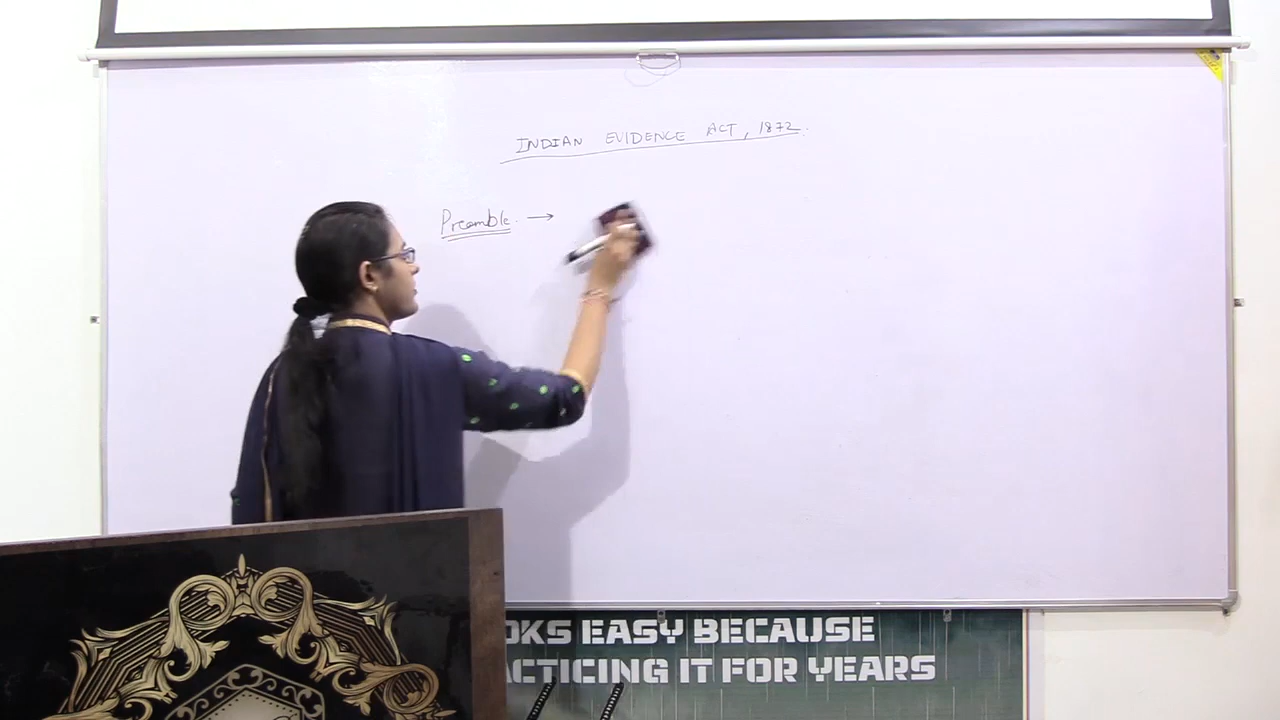 INDIAN EVIDENCE ACT, 1872.
Preamble. →
OKS EASY BECAUSE
ACTICING IT FOR YEARS